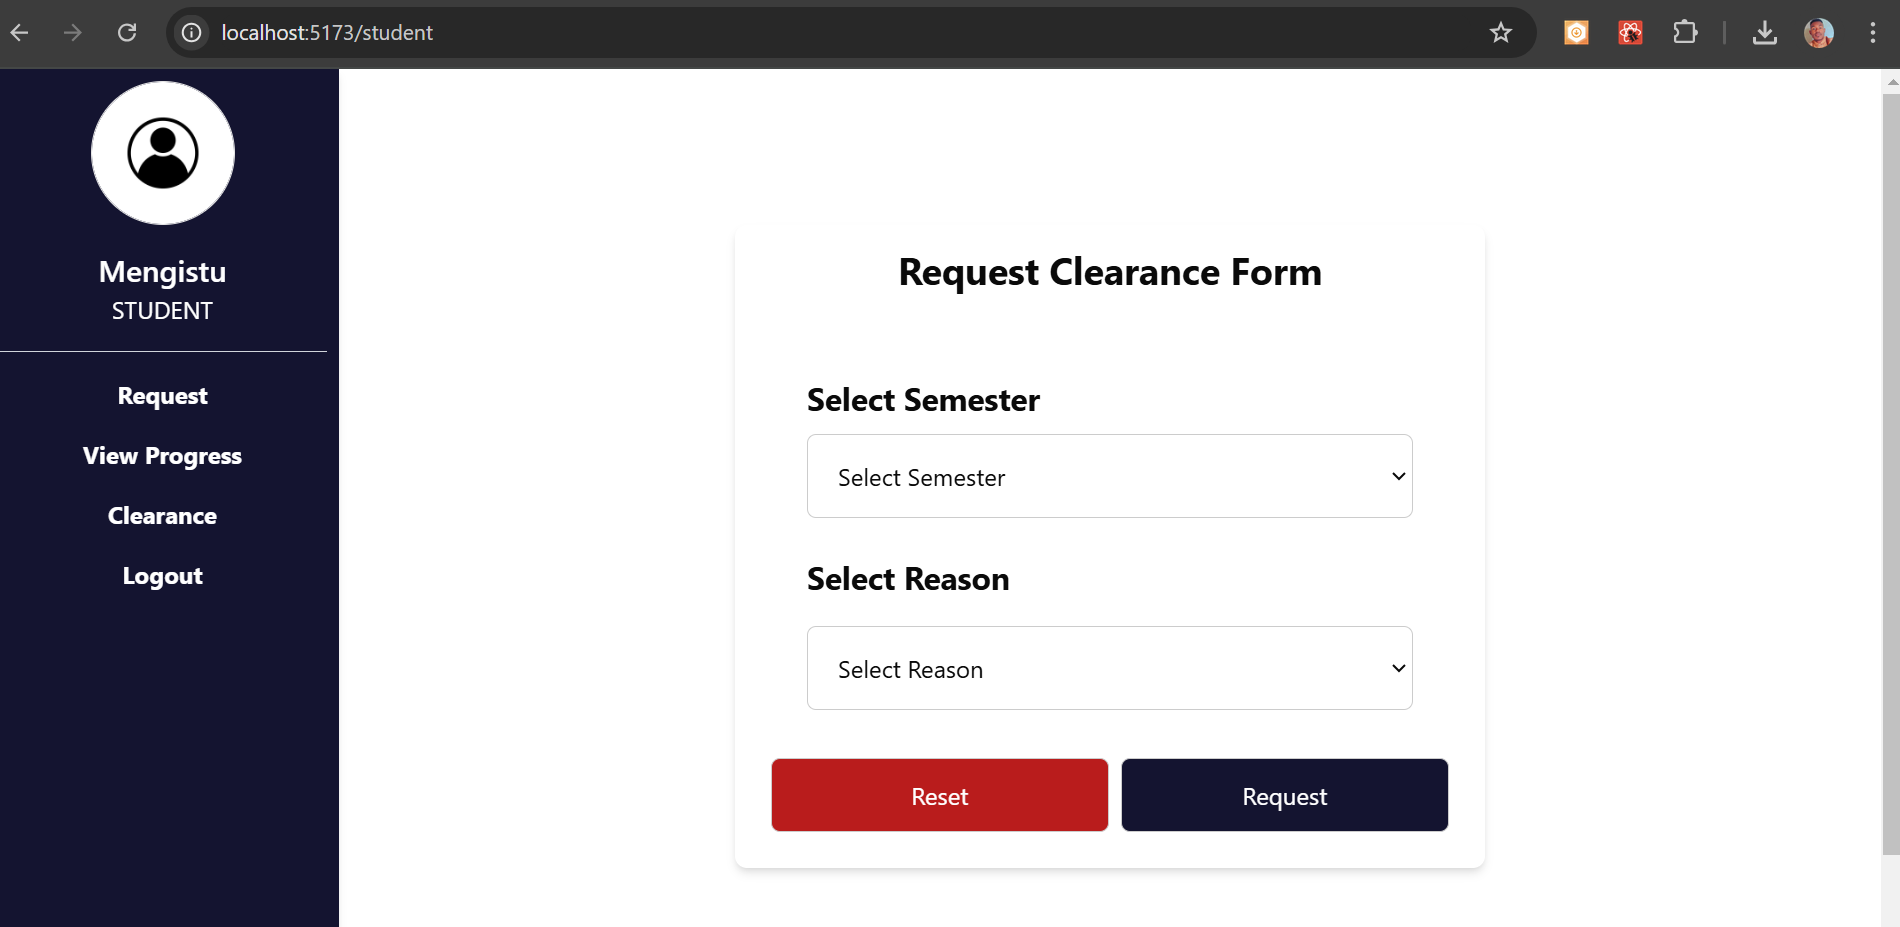 localhost:5173/student
Mengistu
STUDENT
Request
View Progress
Clearance
Logout
Request Clearance Form
Select Semester
Select Semester
Select Reason
Select Reason
Reset
Request